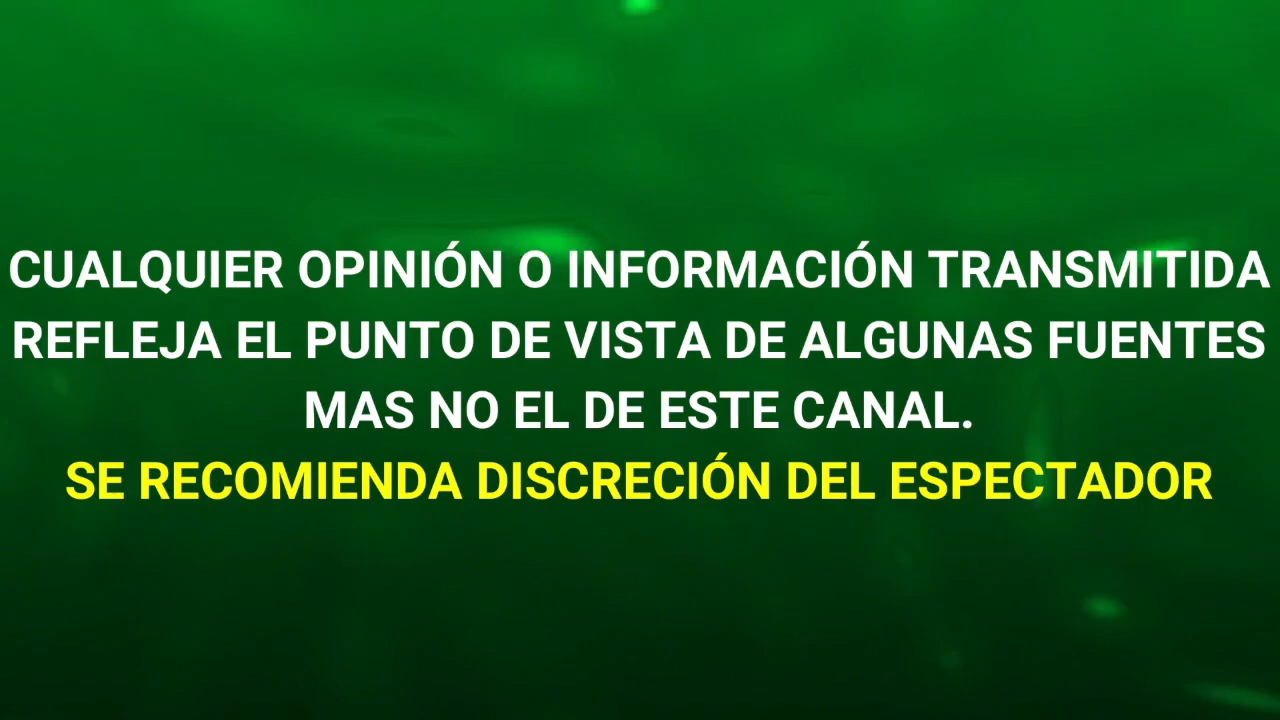 CUALQUIER OPINIÓN O INFORMACIÓN TRANSMITIDA
REFLEJA EL PUNTO DE VISTA DE ALGUNAS FUENTES
MAS NO EL DE ESTE CANAL.
SE RECOMIENDA DISCRECIÓN DEL ESPECTADOR